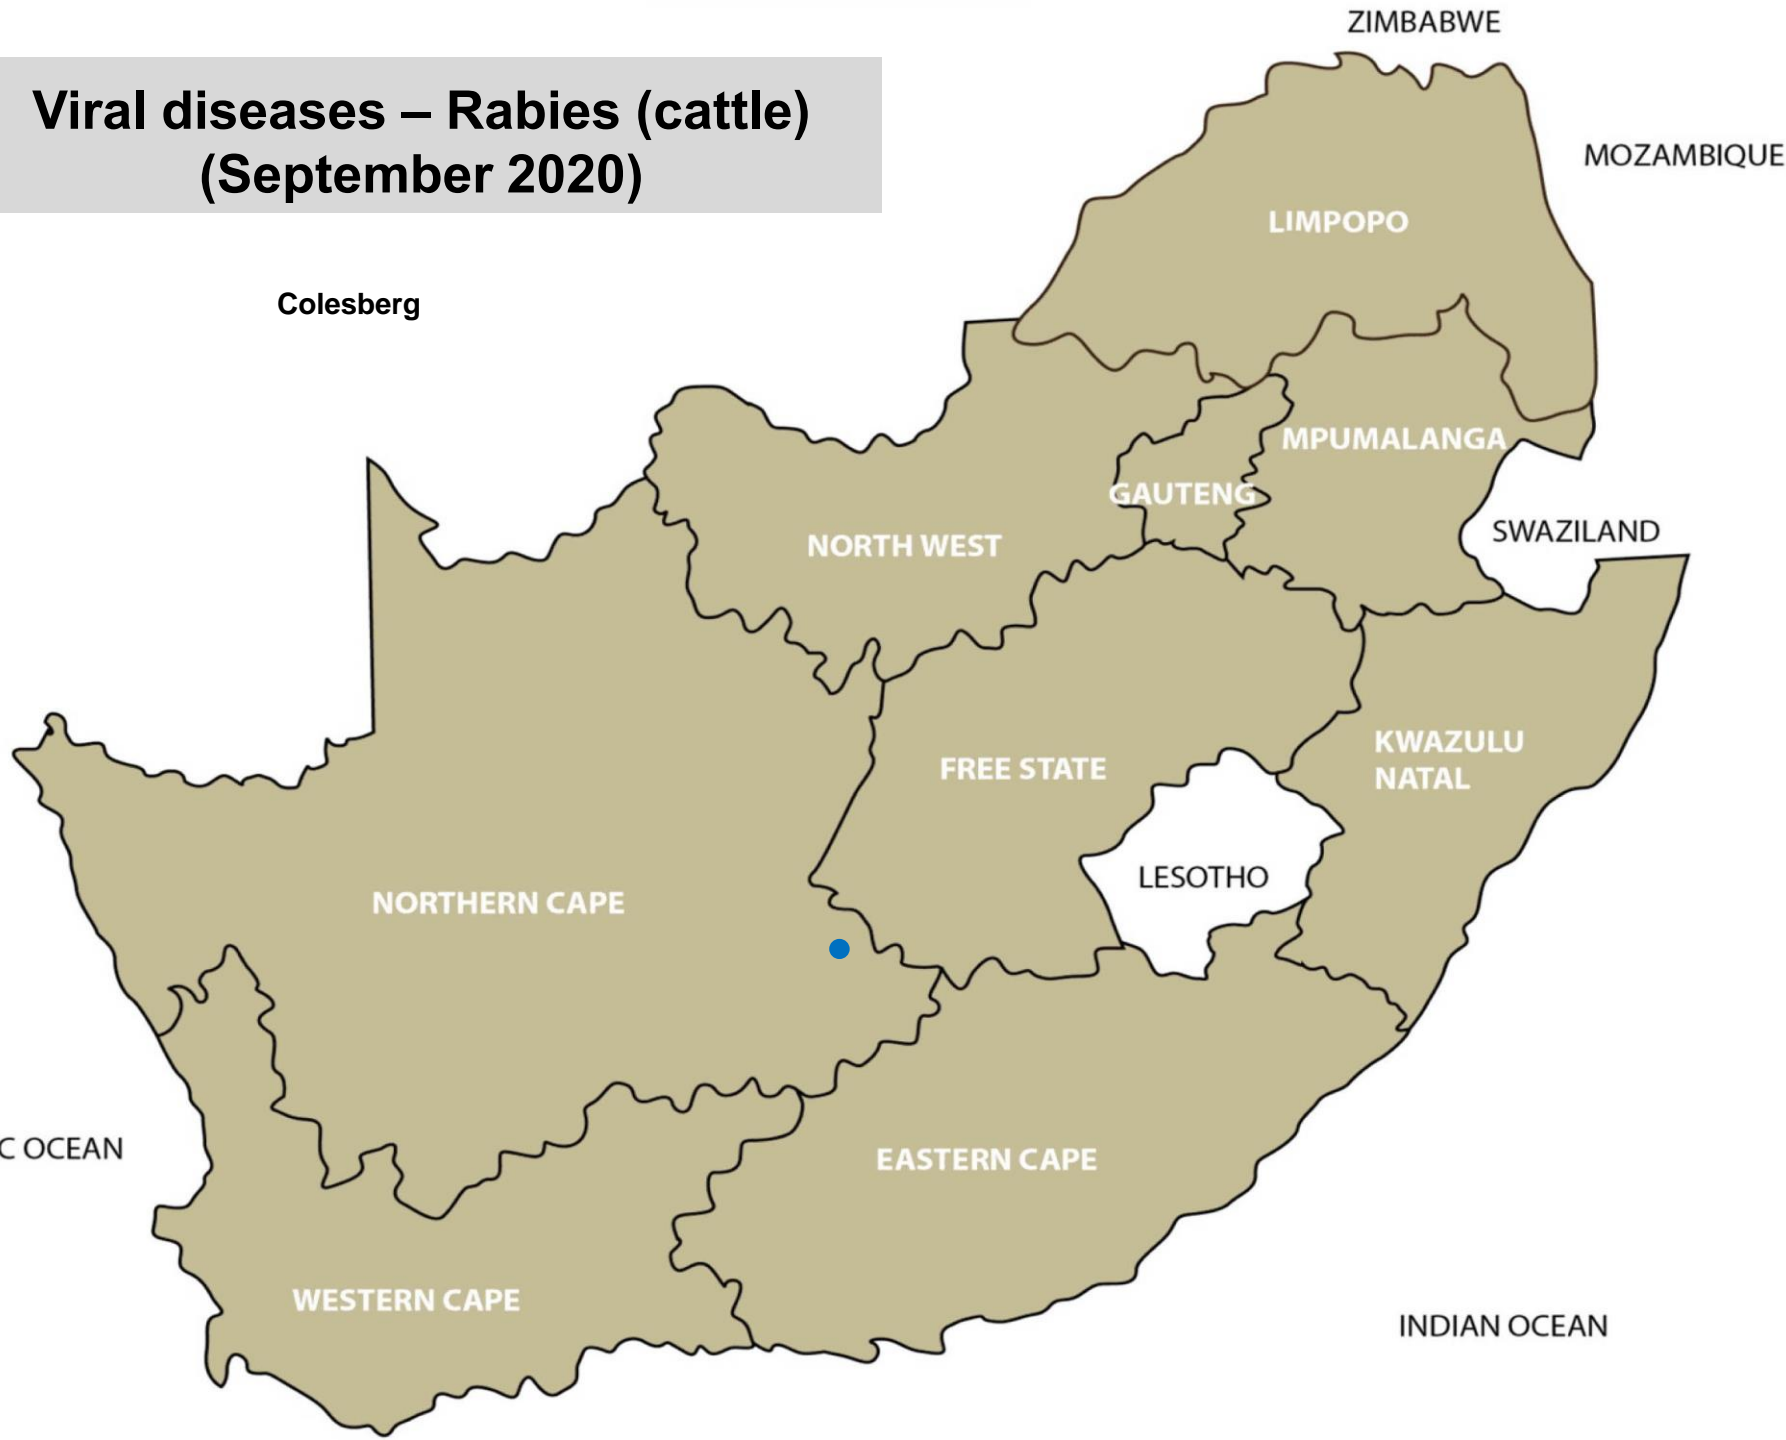 ZIMBABWE
Viral diseases – Rabies (cattle)
(September 2020)
MOZAMBIQUE
LIMPOPO
Colesberg
MPUMALANGA
GAUTENG
SWAZILAND
NORTH WEST
KWAZULU
NATAL
FREE STATE
LESOTHO
NORTHERN CAPE
C OCEAN
EASTERN CAPE
WESTERN CAPE
INDIAN OCEAN